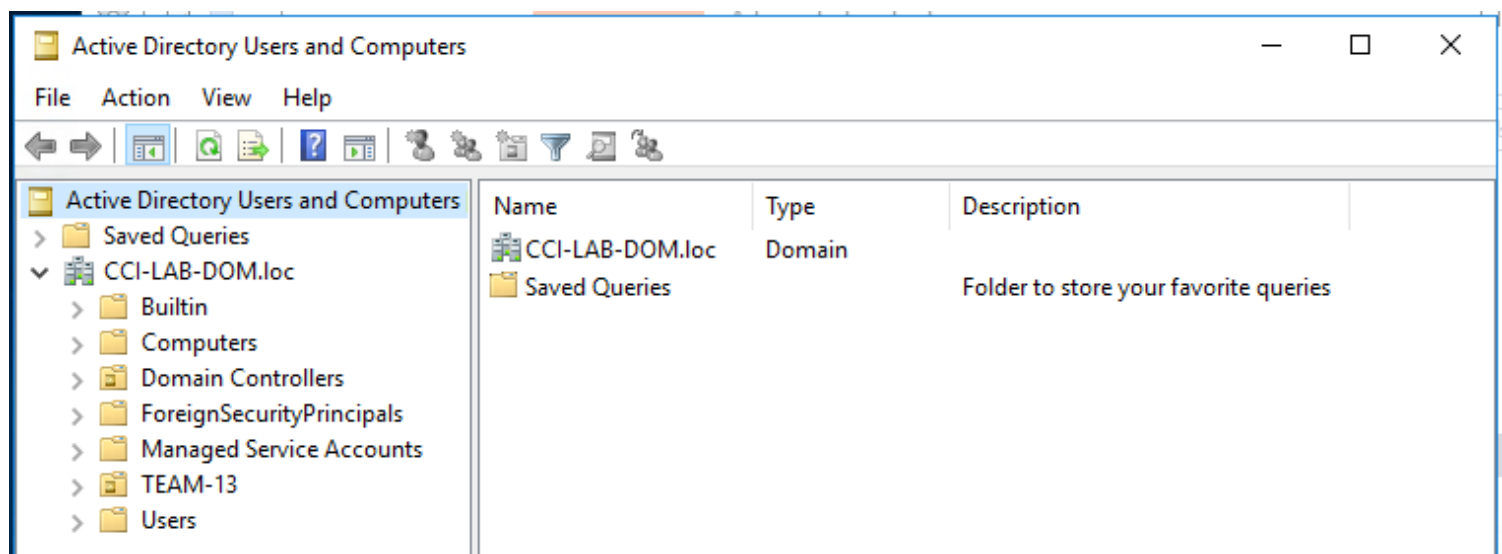 Active Directory Users and Computers
File Action View Help
Active Directory Users and Computers
Saved Queries
CCI-LAB-DOM.loc
Builtin
Computers
Domain Controllers
ForeignSecurityPrincipals
Managed Service Accounts
TEAM-13
Users
Name Type Description
CCI-LAB-DOM.loc Domain
Saved Queries Folder to store your favorite queries